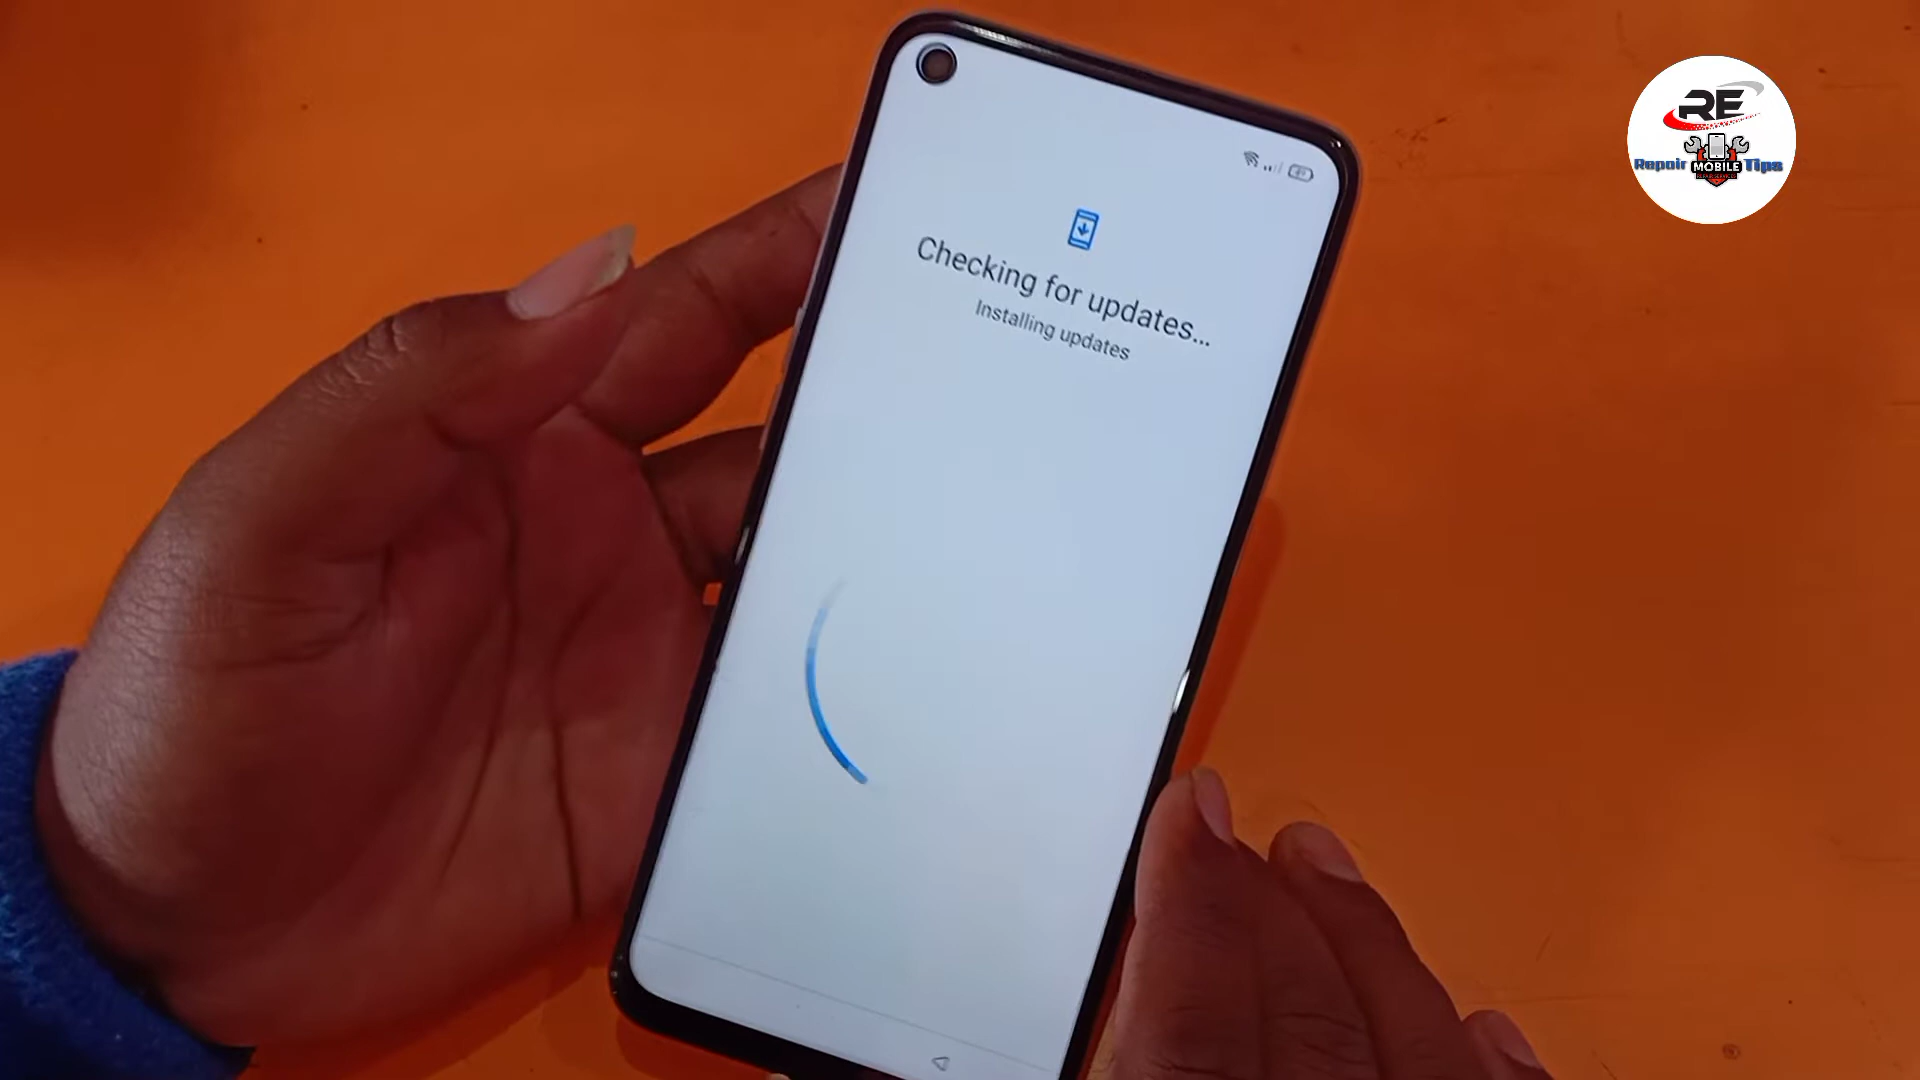 Checking for updates...
Installing updates
RE
Repair MOBILE Tips